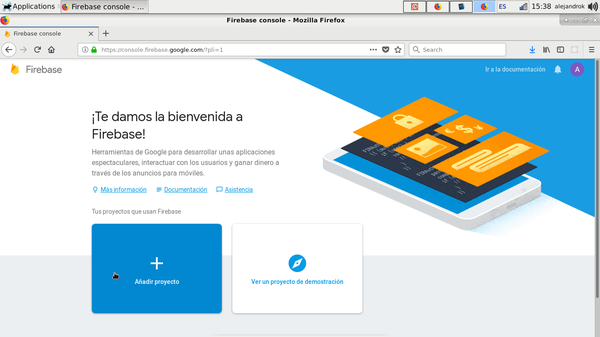 Applications
Firebase console - ...
ES
15:38
alejandrok
Firebase console - Mozilla Firefox
Firebase console
https://console.firebase.google.com/?pli=1
Search
Firebase
Ir a la documentación
A
¡Te damos la bienvenida a
Firebase!
Herramientas de Google para desarrollar unas aplicaciones
espectaculares, interactuar con los usuarios y ganar dinero a
través de los anuncios para móviles.
Más información
Documentación
Asistencia
Tus proyectos que usan Firebase
Añadir proyecto
Ver un proyecto de demostración